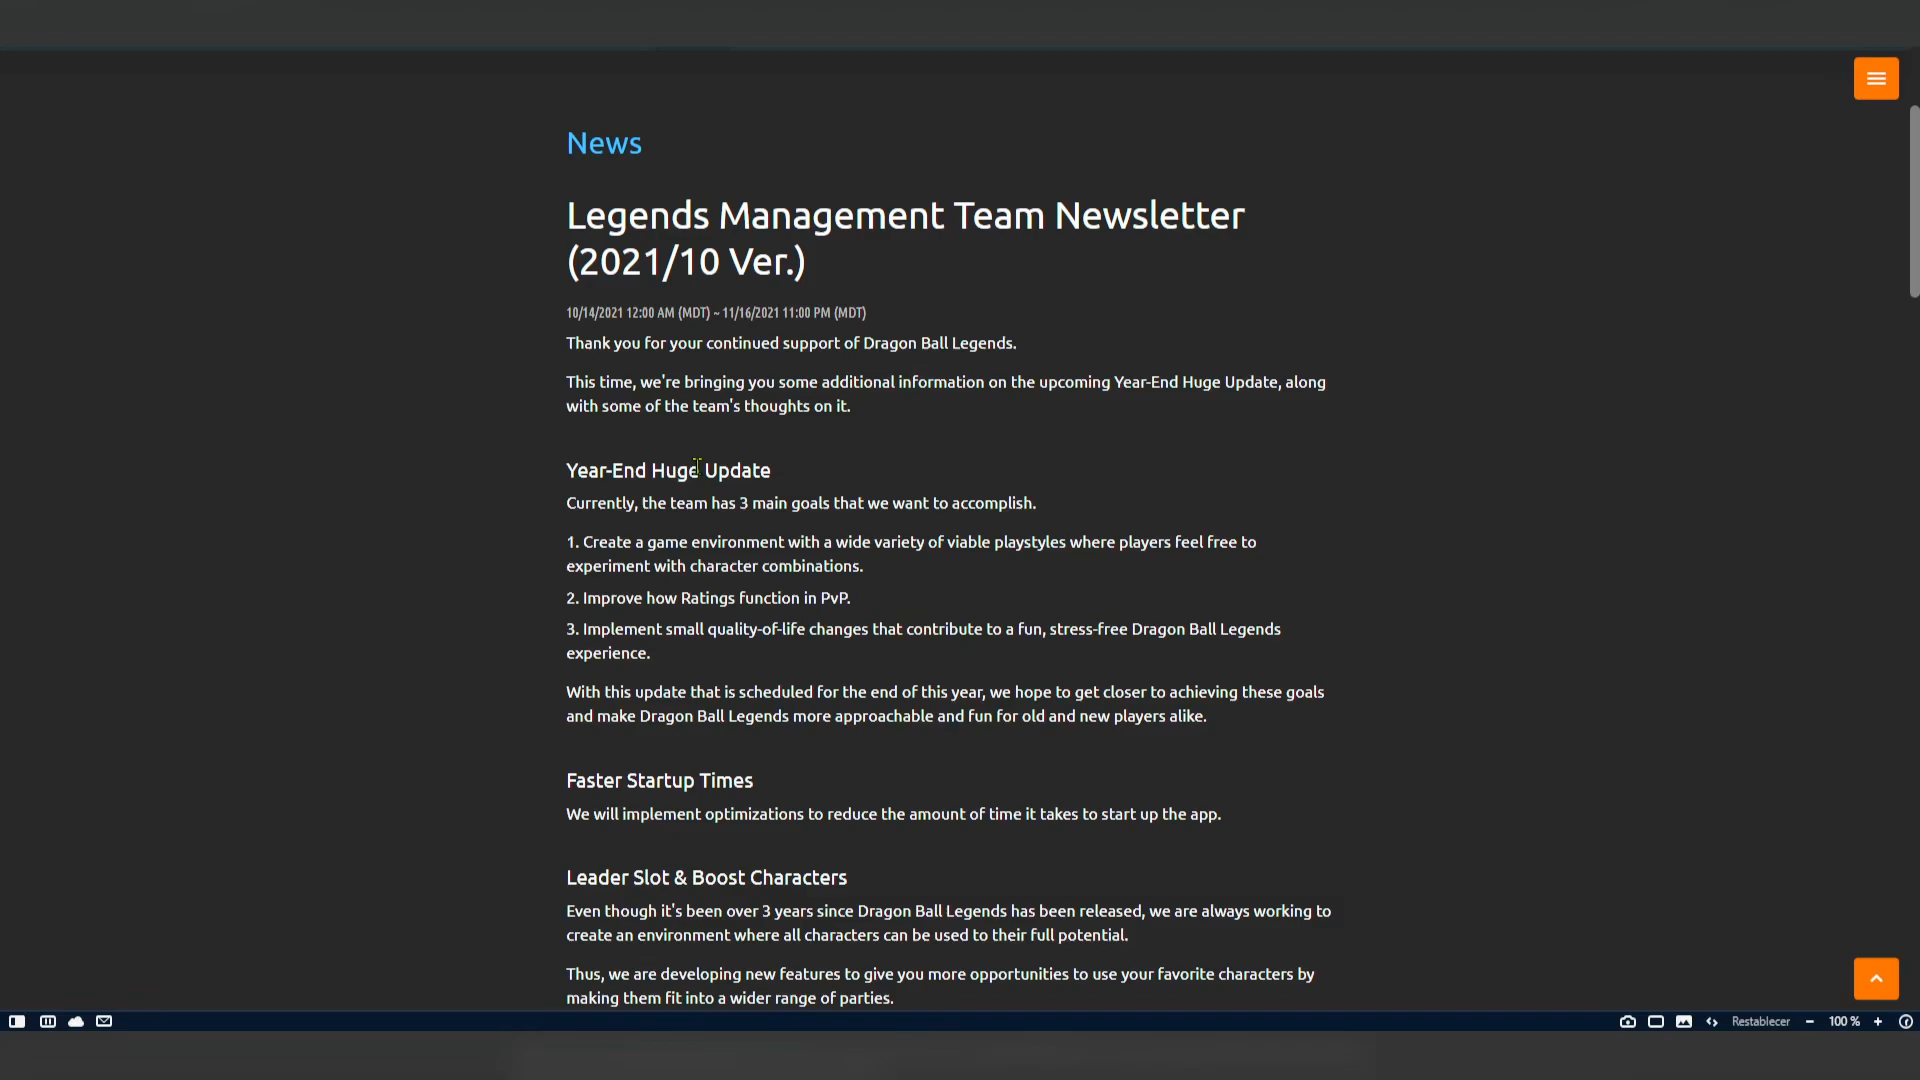 News
Legends Management Team Newsletter
(2021/10 Ver.)
10/14/2021 12:00 AM (MDT) ~ 11/16/2021 11:00 PM (MDT)
Thank you for your continued support of Dragon Ball Legends.
This time, we're bringing you some additional information on the upcoming Year-End Huge Update, along
with some of the team's thoughts on it.
Year-End Huge Update
Currently, the team has 3 main goals that we want to accomplish.
1. Create a game environment with a wide variety of viable playstyles where players feel free to
experiment with character combinations.
2. Improve how Ratings function in PvP.
3. Implement small quality-of-life changes that contribute to a fun, stress-free Dragon Ball Legends
experience.
With this update that is scheduled for the end of this year, we hope to get closer to achieving these goals
and make Dragon Ball Legends more approachable and fun for old and new players alike.
Faster Startup Times
We will implement optimizations to reduce the amount of time it takes to start up the app.
Leader Slot & Boost Characters
Even though it's been over 3 years since Dragon Ball Legends has been released, we are always working to
create an environment where all characters can be used to their full potential.
Thus, we are developing new features to give you more opportunities to use your favorite characters by
making them fit into a wider range of parties.
Restablecer − 100 % +